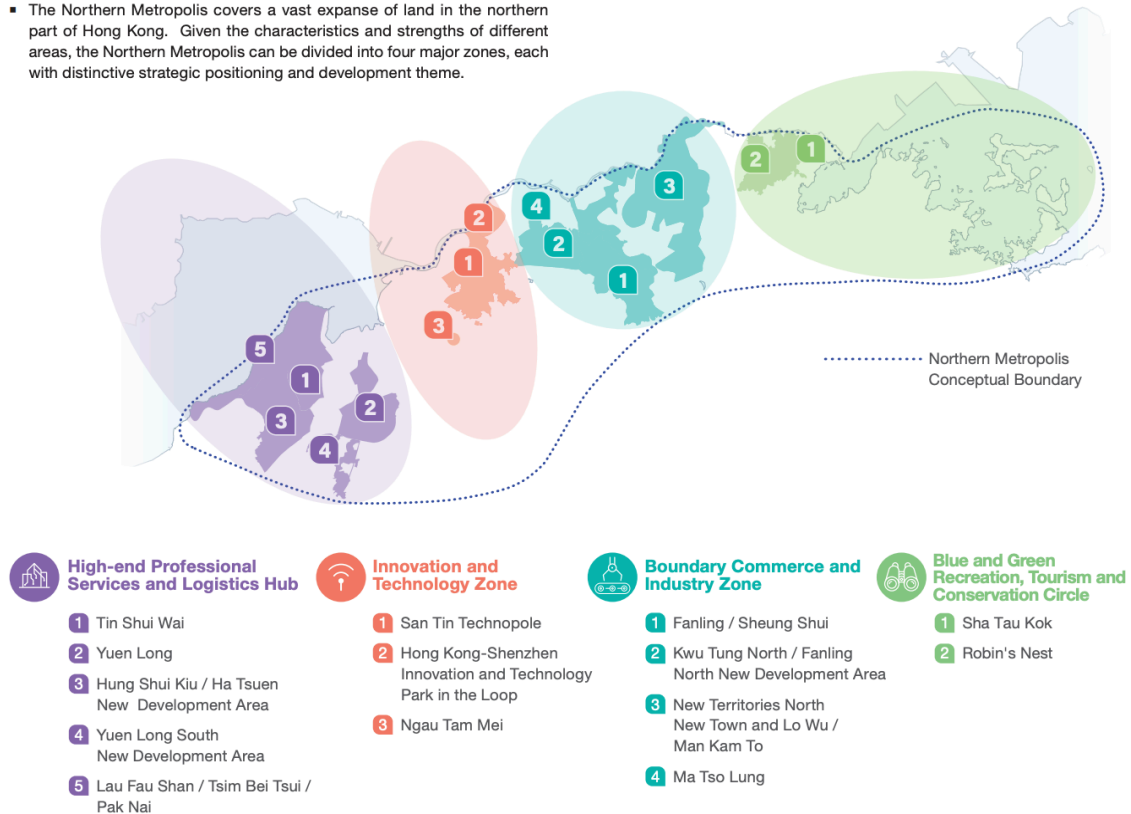 ▪ The Northern Metropolis covers a vast expanse of land in the northern
part of Hong Kong. Given the characteristics and strengths of different
areas, the Northern Metropolis can be divided into four major zones, each
with distinctive strategic positioning and development theme.
2
1
3
4
2
1
2
1
3
5
1
2
3
4
Northern Metropolis
Conceptual Boundary
High-end Professional
Services and Logistics Hub
1 Tin Shui Wai
2 Yuen Long
3 Hung Shui Kiu / Ha Tsuen
New Development Area
4 Yuen Long South
New Development Area
5 Lau Fau Shan / Tsim Bei Tsui /
Pak Nai
Innovation and
Technology Zone
1 San Tin Technopole
2 Hong Kong-Shenzhen
Innovation and Technology
Park in the Loop
3 Ngau Tam Mei
Boundary Commerce and
Industry Zone
1 Fanling / Sheung Shui
2 Kwu Tung North / Fanling
North New Development Area
3 New Territories North
New Town and Lo Wu /
Man Kam To
4 Ma Tso Lung
Blue and Green
Recreation, Tourism and
Conservation Circle
1 Sha Tau Kok
2 Robin's Nest